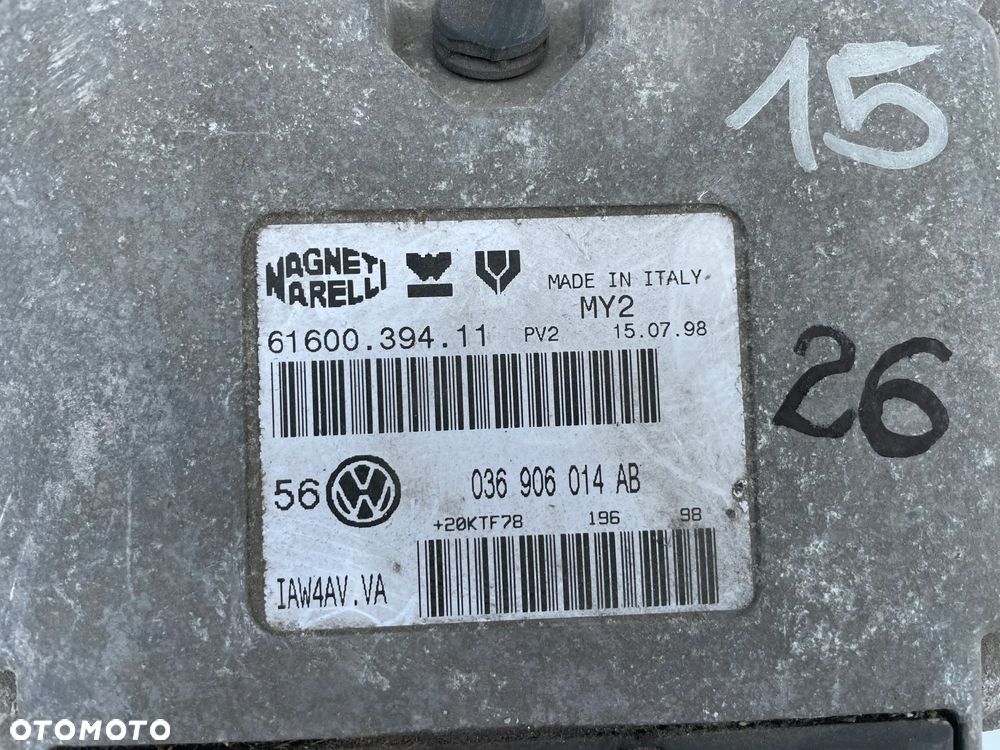 15
MAGNETI
MARELLI
MADE IN ITALY
MY2
61600.394.11 PV2 15.07.98
26
56 036 906 014 AB
+20KTF78 196 98
IAW4AV.VA
OTOMOTO